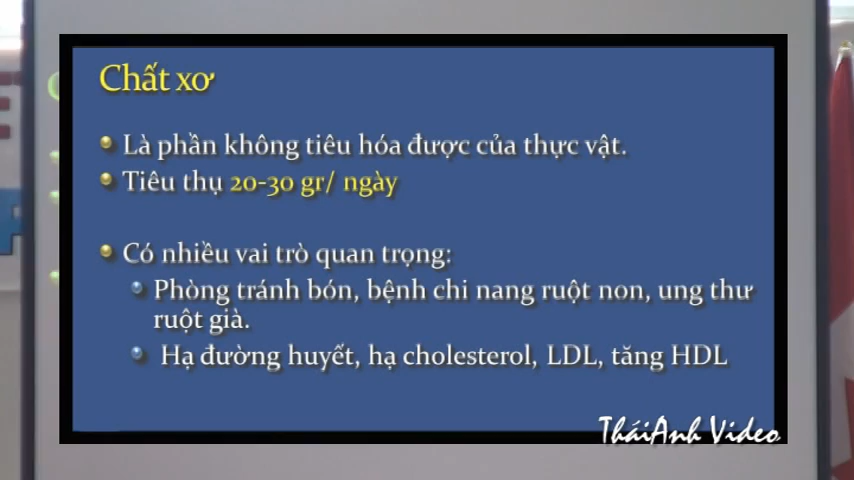 Chất xơ
Là phần không tiêu hóa được của thực vật.
Tiêu thụ 20-30 gr/ ngày
Có nhiều vai trò quan trọng:
Phòng tránh bón, bệnh chi nang ruột non, ung thư
ruột già.
Hạ đường huyết, hạ cholesterol, LDL, tăng HDL
TháiAnh Video